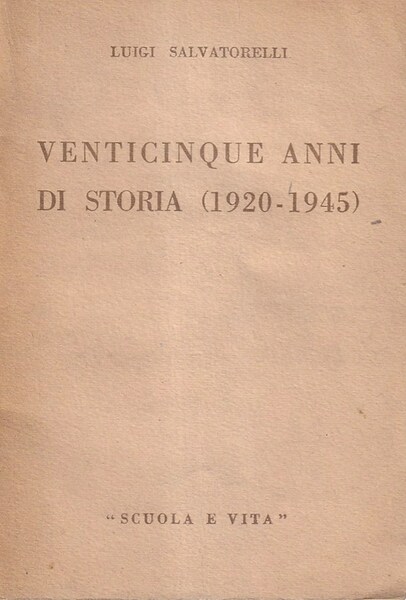 LUIGI SALVATORELLI
VENTICINQUE ANNI
DI STORIA (1920-1945)
"SCUOLA E VITA"